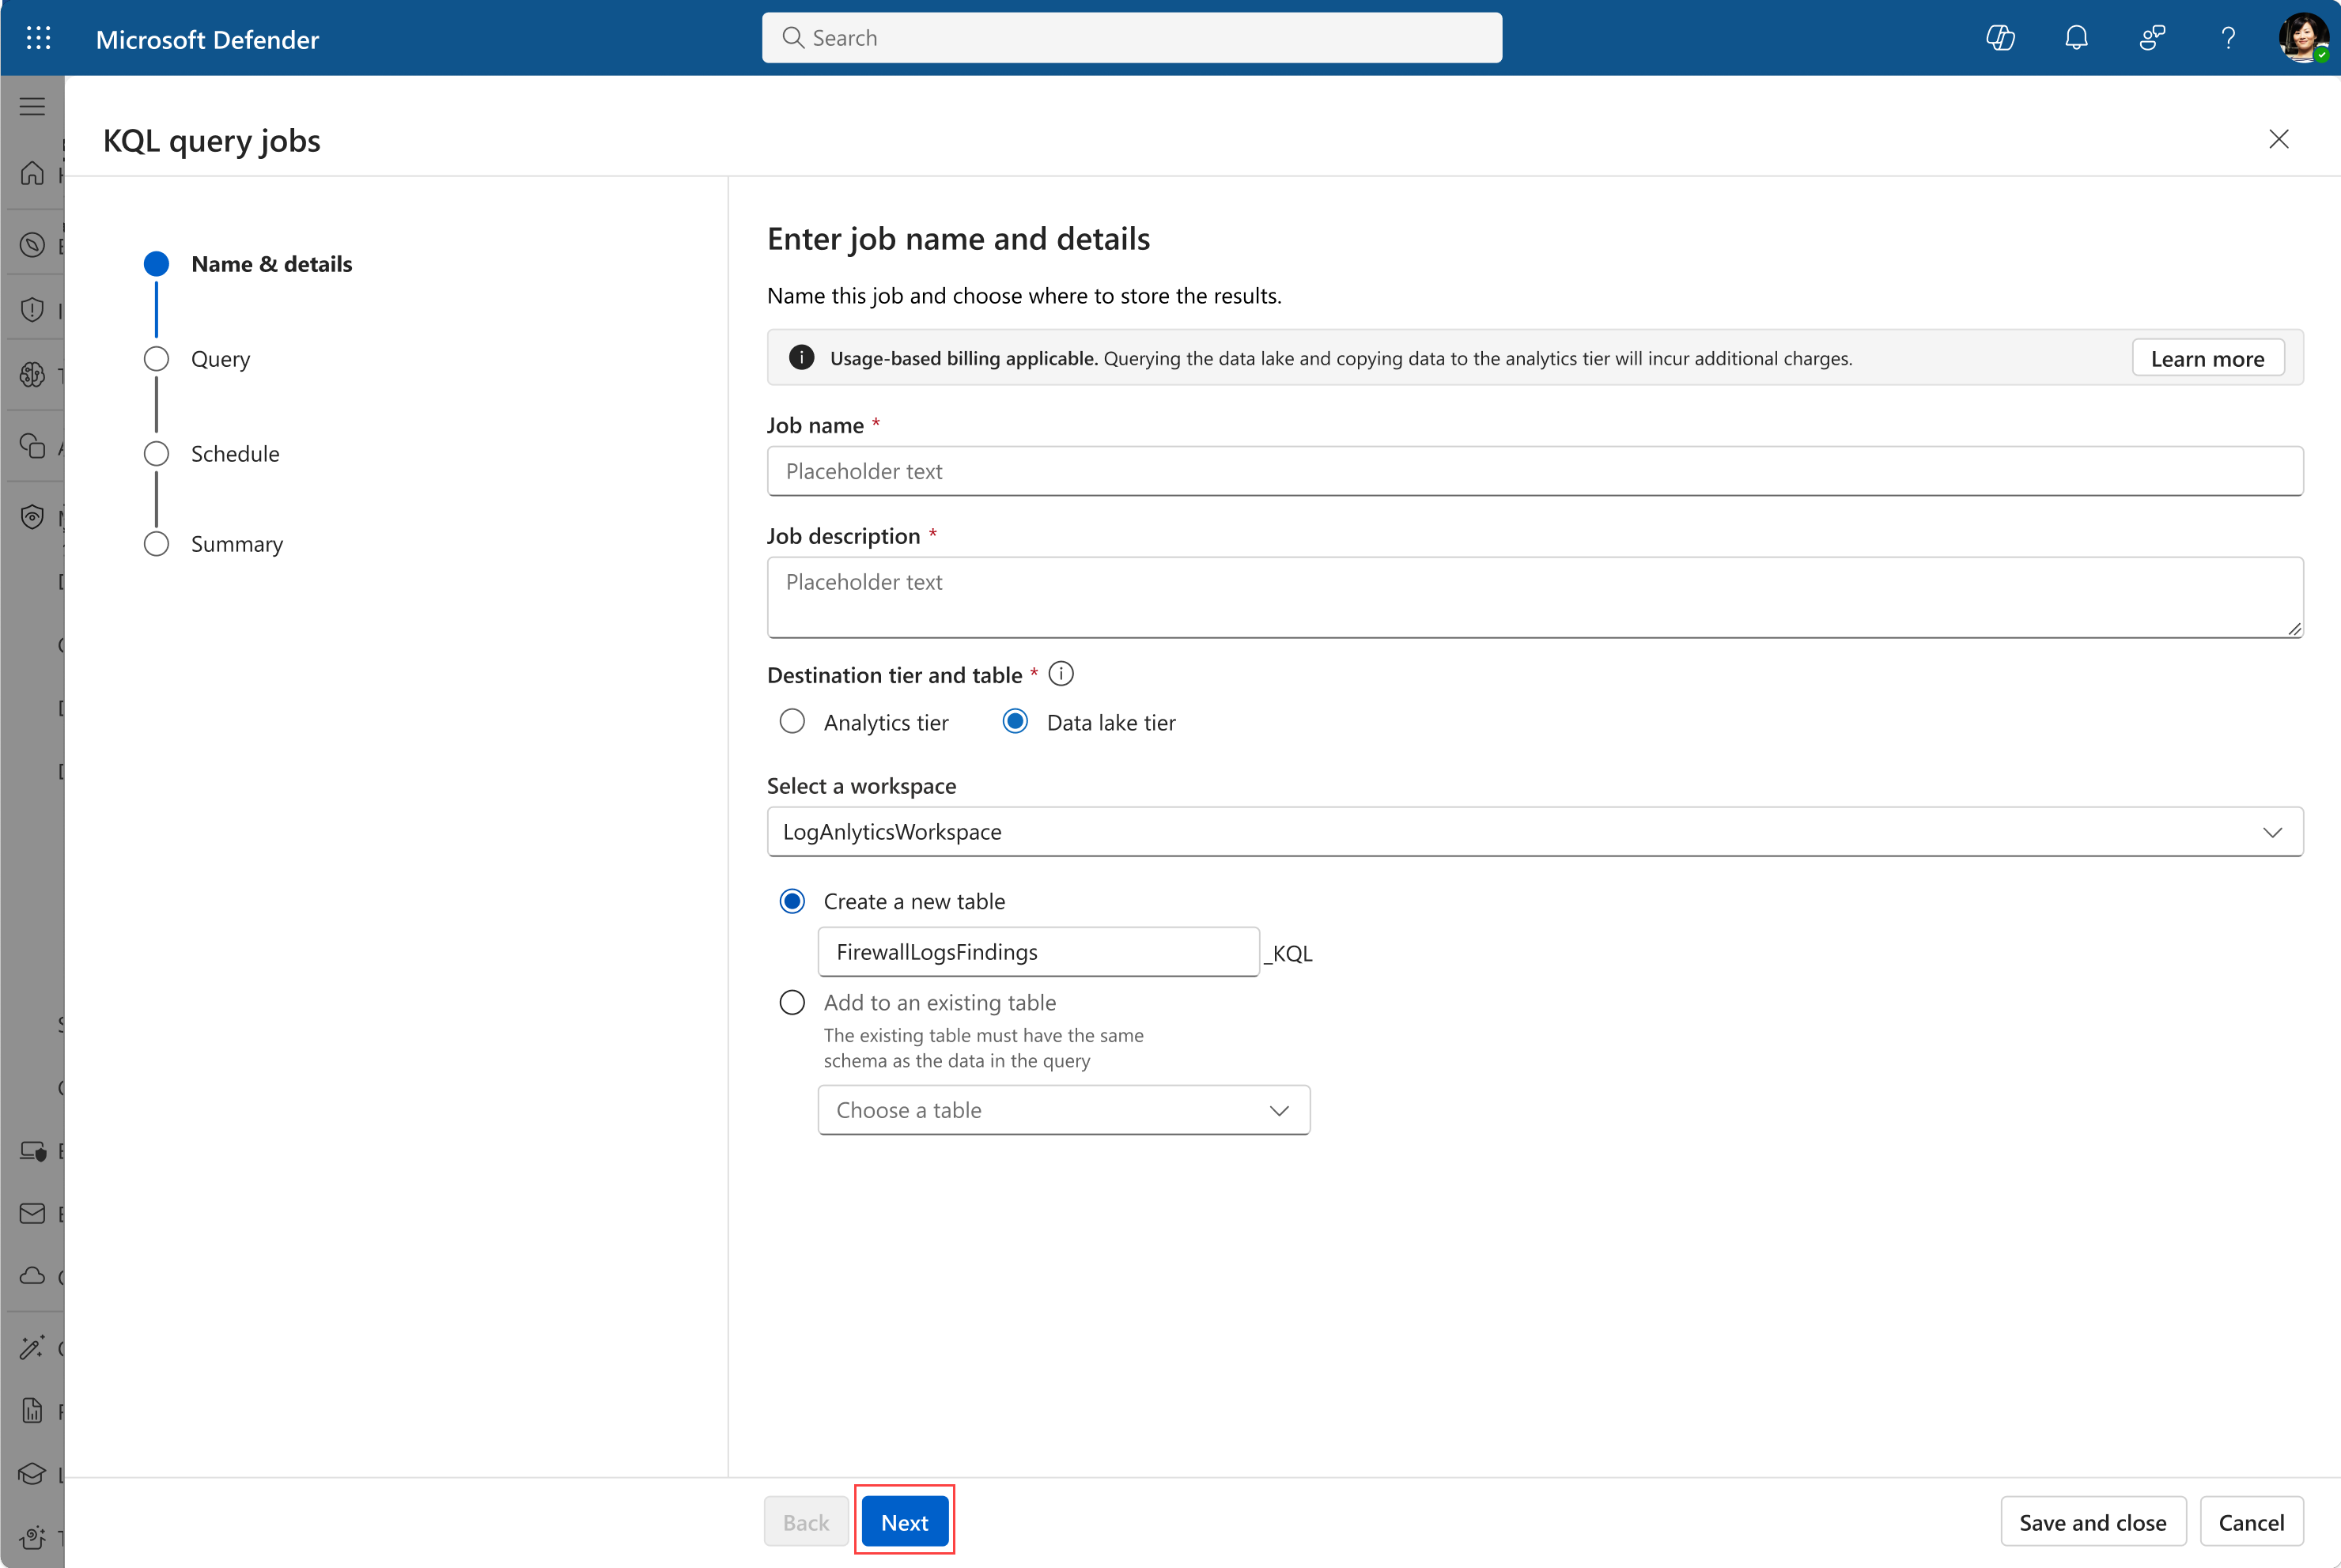 Microsoft Defender
Search
KQL query jobs
Name & details
Query
Schedule
Summary
Enter job name and details
Name this job and choose where to store the results.
Usage-based billing applicable. Querying the data lake and copying data to the analytics tier will incur additional charges.
Learn more
Job name *
Placeholder text
Job description *
Placeholder text
Destination tier and table *
Analytics tier
Data lake tier
Select a workspace
LogAnlyticsWorkspace
Create a new table
FirewallLogsFindings
_KQL
Add to an existing table
The existing table must have the same
schema as the data in the query
Choose a table
Back
Next
Save and close
Cancel